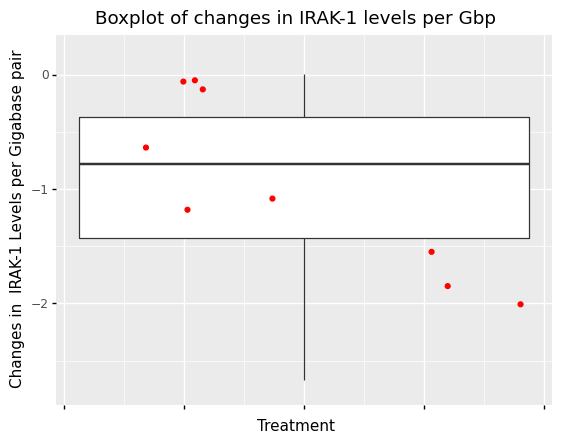 Boxplot of changes in IRAK-1 levels per Gbp
Changes in  IRAK-1 Levels per Gigabase pair
0
−1
−2
Treatment